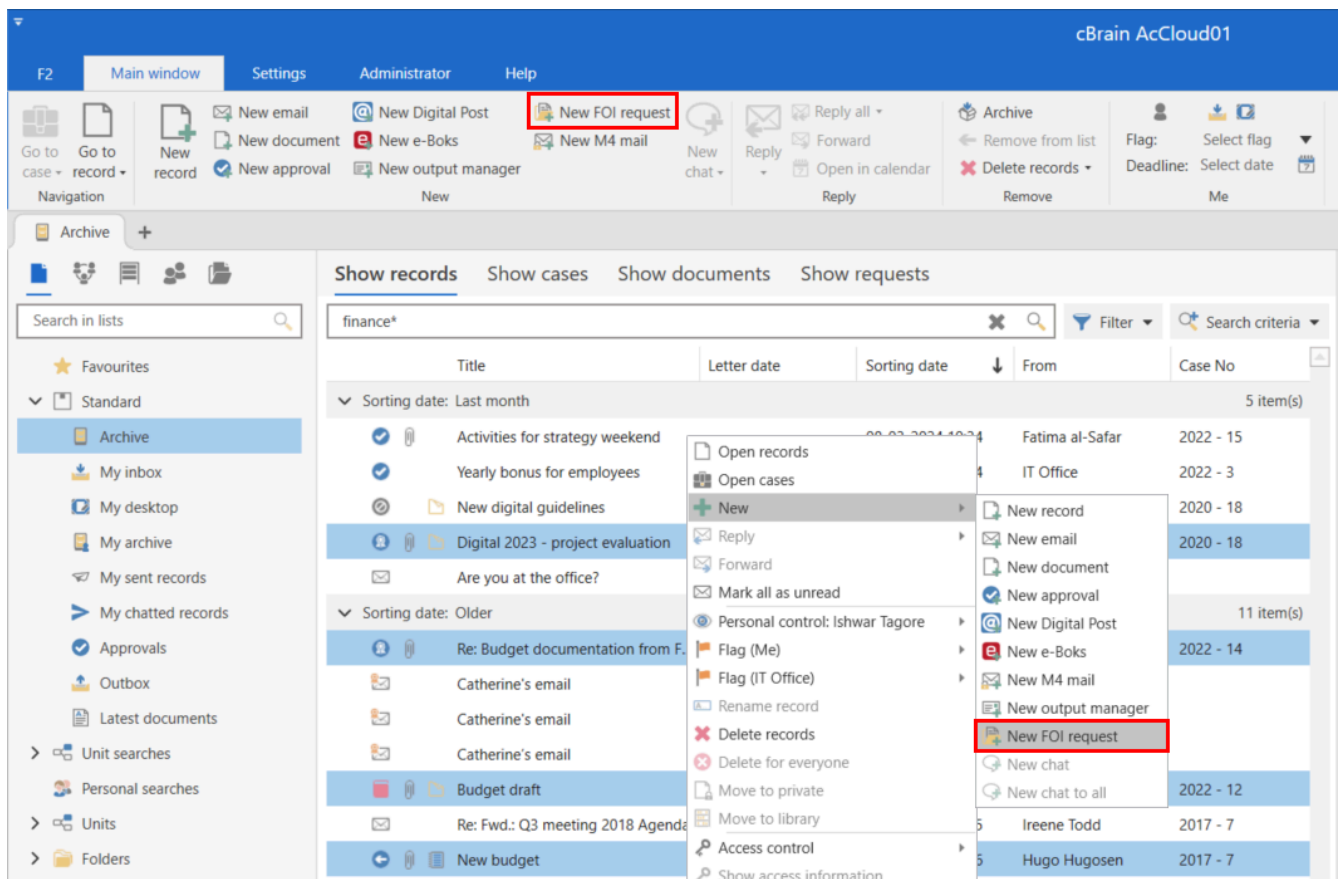 cBrain AcCloud01
F2 Main window Settings Administrator Help
New email New Digital Post New FOI request Reply all Archive
Go to case Go to record New record New document New e-Boks New M4 mail New chat Reply Forward Remove from list Flag: Select flag
New approval New output manager Open in calendar Delete records Deadline: Select date
Navigation New Reply Remove Me
Archive +
Show records Show cases Show documents Show requests
Search in lists finance* Filter Search criteria
Favourites Title Letter date Sorting date From Case No
Standard Sorting date: Last month 5 item(s)
Archive Activities for strategy weekend Fatima al-Safar 2022 - 15
My inbox Yearly bonus for employees 4 IT Office 2022 - 3
My desktop New digital guidelines 2020 - 18
My archive Digital 2023 - project evaluation 2020 - 18
My sent records Are you at the office?
My chatted records Sorting date: Older 11 item(s)
Approvals Re: Budget documentation from F. 2022 - 14
Outbox Catherine's email
Latest documents Catherine's email
Unit searches Catherine's email
Personal searches Budget draft 2022 - 12
Units Re: Fwd.: Q3 meeting 2018 Agenda 5 Ireene Todd 2017 - 7
Folders New budget 5 Hugo Hugosen 2017 - 7
Open records
Open cases
New
Reply
Forward
Mark all as unread
Personal control: Ishwar Tagore
Flag (Me)
Flag (IT Office)
Rename record
Delete records
Delete for everyone
Move to private
Move to library
Access control
Show access information
New record
New email
New document
New approval
New Digital Post
New e-Boks
New M4 mail
New output manager
New FOI request
New chat
New chat to all